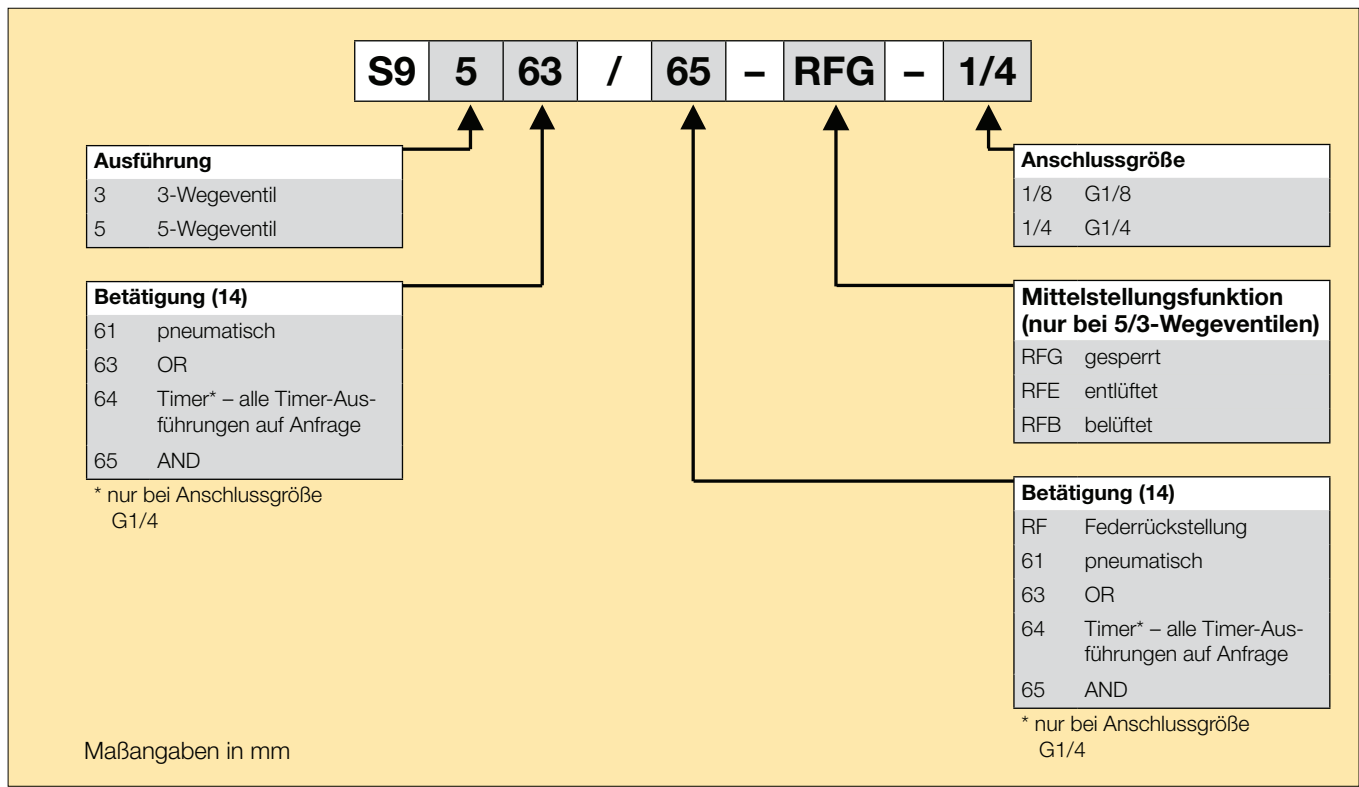 S9 5 63 / 65 – RFG – 1/4
Ausführung
3 3-Wegeventil
5 5-Wegeventil
Betätigung (14)
61 pneumatisch
63 OR
64 Timer* – alle Timer-Aus-
führungen auf Anfrage
65 AND
* nur bei Anschlussgröße
G1/4
Anschlussgröße
1/8 G1/8
1/4 G1/4
Mittelstellungsfunktion
(nur bei 5/3-Wegeventilen)
RFG gesperrt
RFE entlüftet
RFB belüftet
Betätigung (14)
RF Federrückstellung
61 pneumatisch
63 OR
64 Timer* – alle Timer-Aus-
führungen auf Anfrage
65 AND
* nur bei Anschlussgröße
G1/4
Maßangaben in mm